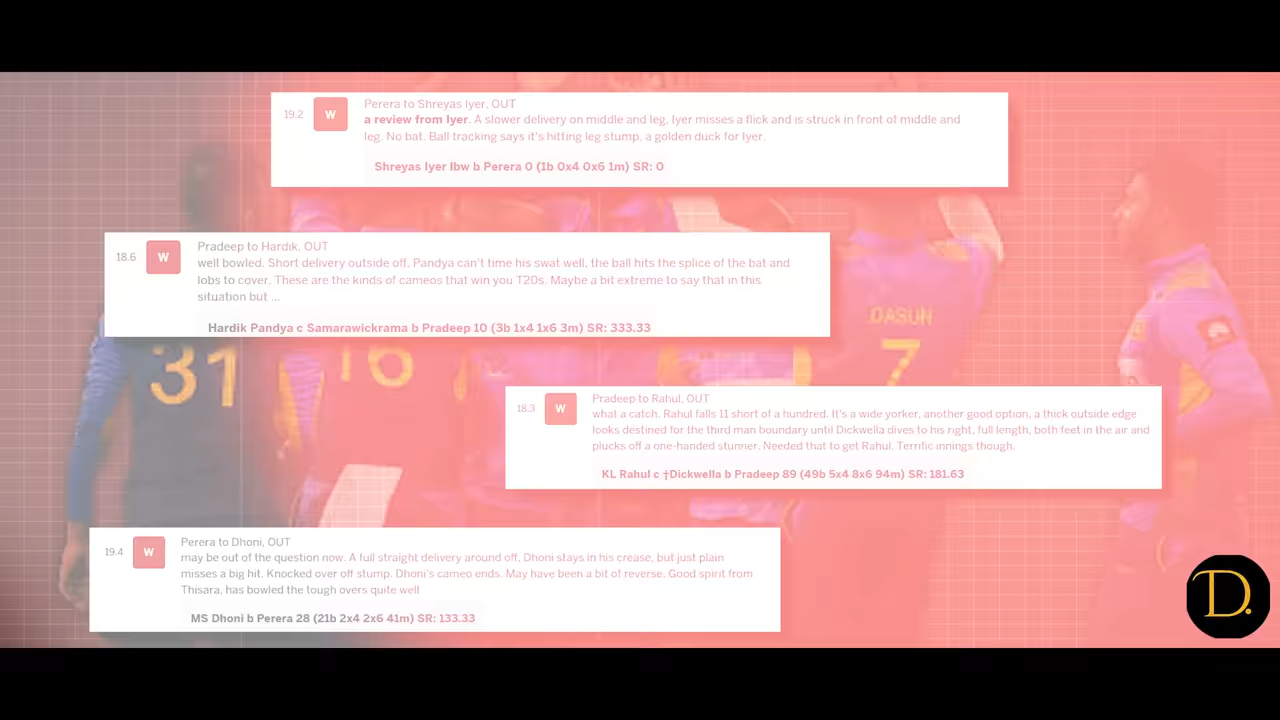 19.2
W
Perera to Shreyas Iyer, OUT
a review from Iyer. A slower delivery on middle and leg, Iyer misses a flick and is struck in front of middle and
leg. No bat. Ball tracking says it's hitting leg stump, a golden duck for Iyer.
Shreyas Iyer lbw b Perera 0 (1b 0x4 0x6 1m) SR: 0
18.6
W
Pradeep to Hardik, OUT
well bowled. Short delivery outside off, Pandya can't time his swat well, the ball hits the splice of the bat and
lobs to cover. These are the kinds of cameos that win you T20s. Maybe a bit extreme to say that in this
situation but ...
Hardik Pandya c Samarawickrama b Pradeep 10 (3b 1x4 1x6 3m) SR: 333.33
DASUN
7
31
16
18.3
W
Pradeep to Rahul, OUT
what a catch. Rahul falls 11 short of a hundred. It's a wide yorker, another good option, a thick outside edge
looks destined for the third man boundary until Dickwella dives to his right, full length, both feet in the air and
plucks off a one-handed stunner. Needed that to get Rahul. Terrific innings though.
KL Rahul c †Dickwella b Pradeep 89 (49b 5x4 8x6 94m) SR: 181.63
19.4
W
Perera to Dhoni, OUT
may be out of the question now. A full straight delivery around off, Dhoni stays in his crease, but just plain
misses a big hit. Knocked over off stump. Dhoni's cameo ends. May have been a bit of reverse. Good spirit from
Thisara, has bowled the tough overs quite well
MS Dhoni b Perera 28 (21b 2x4 2x6 41m) SR: 133.33
D.